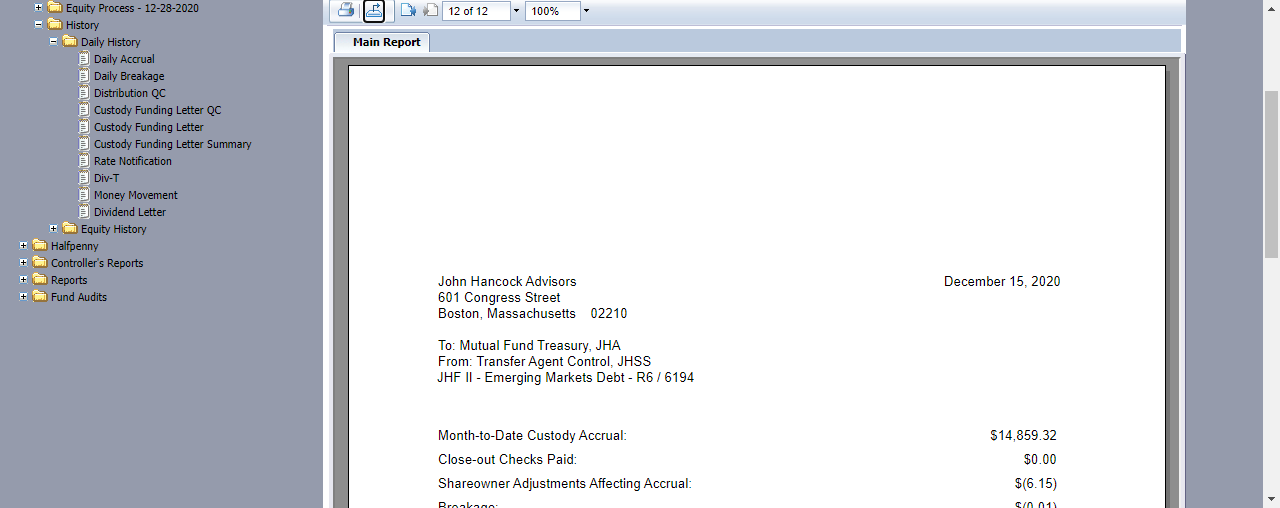 Equity Process - 12-28-2020
History
Daily History
Daily Accrual
Daily Breakage
Distribution QC
Custody Funding Letter QC
Custody Funding Letter
Custody Funding Letter Summary
Rate Notification
Div-T
Money Movement
Dividend Letter
Equity History
Halfpenny
Controller's Reports
Reports
Fund Audits
12 of 12 100%
Main Report
John Hancock Advisors December 15, 2020
601 Congress Street
Boston, Massachusetts 02210
To: Mutual Fund Treasury, JHA
From: Transfer Agent Control, JHSS
JHF II - Emerging Markets Debt - R6 / 6194
Month-to-Date Custody Accrual: $14,859.32
Close-out Checks Paid: $0.00
Shareowner Adjustments Affecting Accrual: $(6.15)
Breakage: $(0.01)